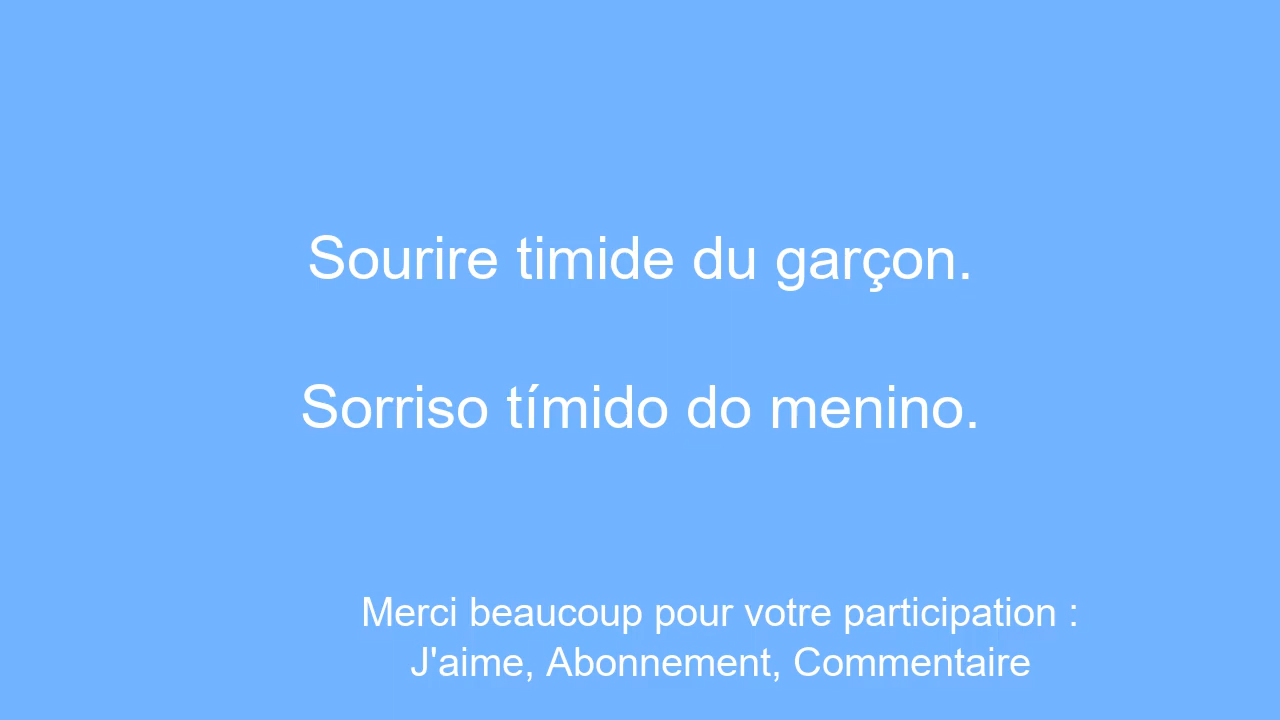 Sourire timide du garçon.
Sorriso tímido do menino.
Merci beaucoup pour votre participation :
J'aime, Abonnement, Commentaire